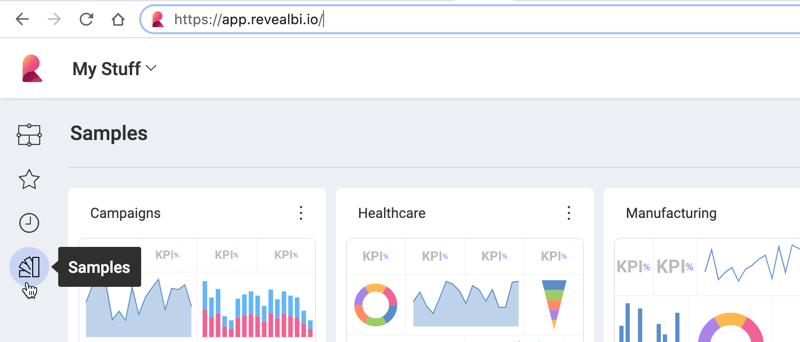 https://app.revealbi.io/
My Stuff
Samples
Campaigns
Healthcare
Manufacturing
KPI% KPI% KPI% KPI% KPI% KPI% KPI% KPI%
Samples